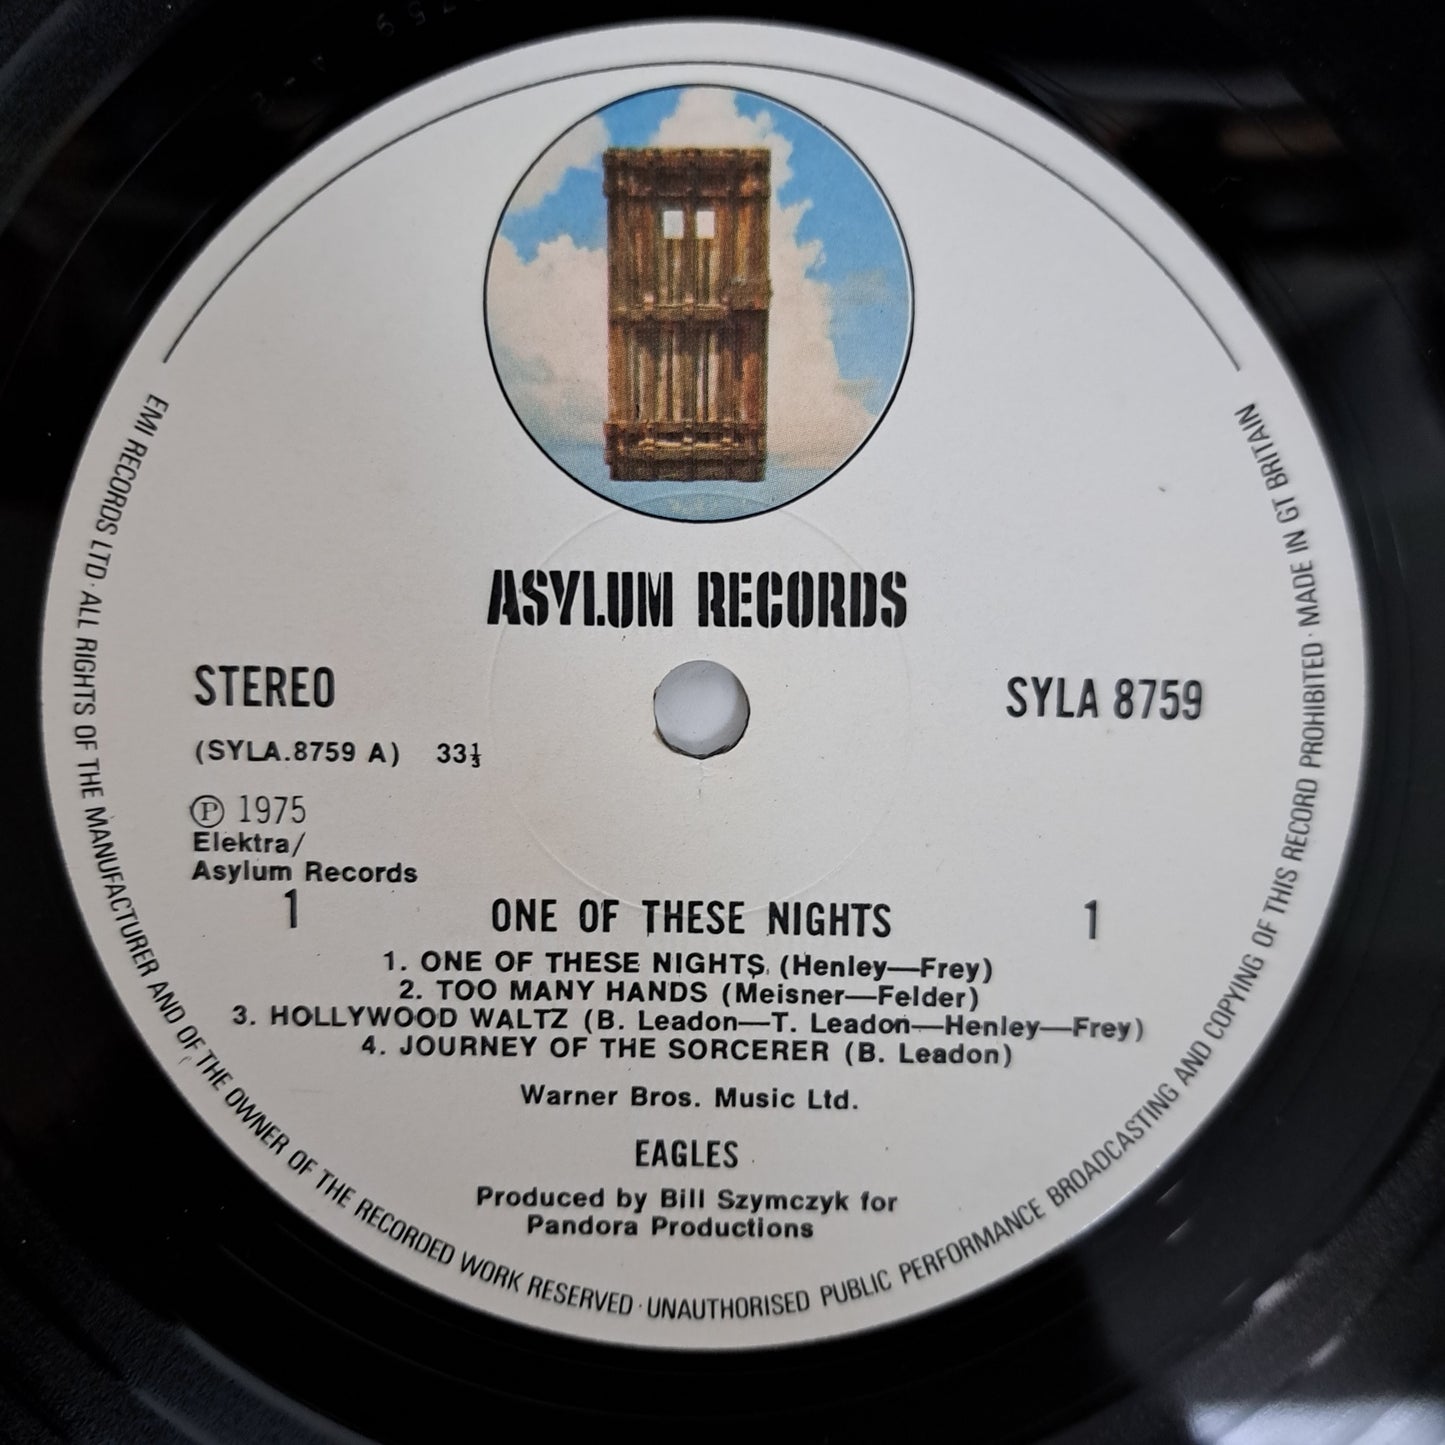 ASYLUM RECORDS
STEREO
SYLA 8759
(SYLA.8759 A) 33⅓
Ⓟ 1975
Elektra/
Asylum Records
1 ONE OF THESE NIGHTS 1
1. ONE OF THESE NIGHTS (Henley—Frey)
2. TOO MANY HANDS (Meisner—Felder)
3. HOLLYWOOD WALTZ (B. Leadon—T. Leadon—Henley—Frey)
4. JOURNEY OF THE SORCERER (B. Leadon)
Warner Bros. Music Ltd.
EAGLES
Produced by Bill Szymczyk for
Pandora Productions
EMI RECORDS LTD · ALL RIGHTS OF THE MANUFACTURER AND OF THE OWNER OF THE RECORDED WORK RESERVED · UNAUTHORISED PUBLIC PERFORMANCE BROADCASTING AND COPYING OF THIS RECORD PROHIBITED · MADE IN GT BRITAIN